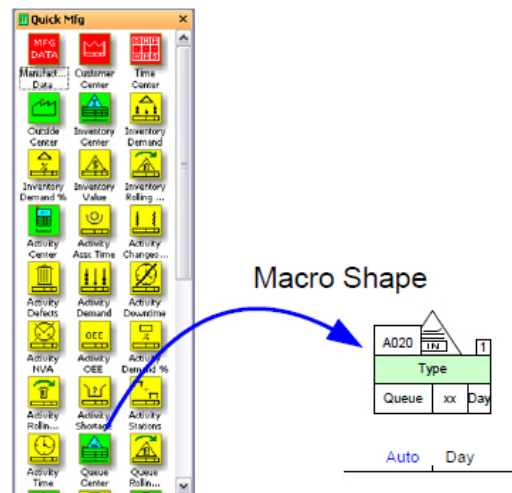 Quick Mfg
MFG DATA
Manufact... Data
Customer Center
Time Center
Outside Center
Inventory Center
Inventory Demand
Inventory Demand %
Inventory Value
Inventory Rolling ...
Activity Center
Activity Assc Time
Activity Changeo ...
Activity Defects
Activity Demand
Activity Downtime
Activity NVA
OEE
Activity OEE
Activity Demand %
Activity Rollin...
Activity Shortage
Activity Stations
Activity Time
Queue Center
Queue Rollin...
Macro Shape
A020 IN 1
Type
Queue xx Day
Auto Day